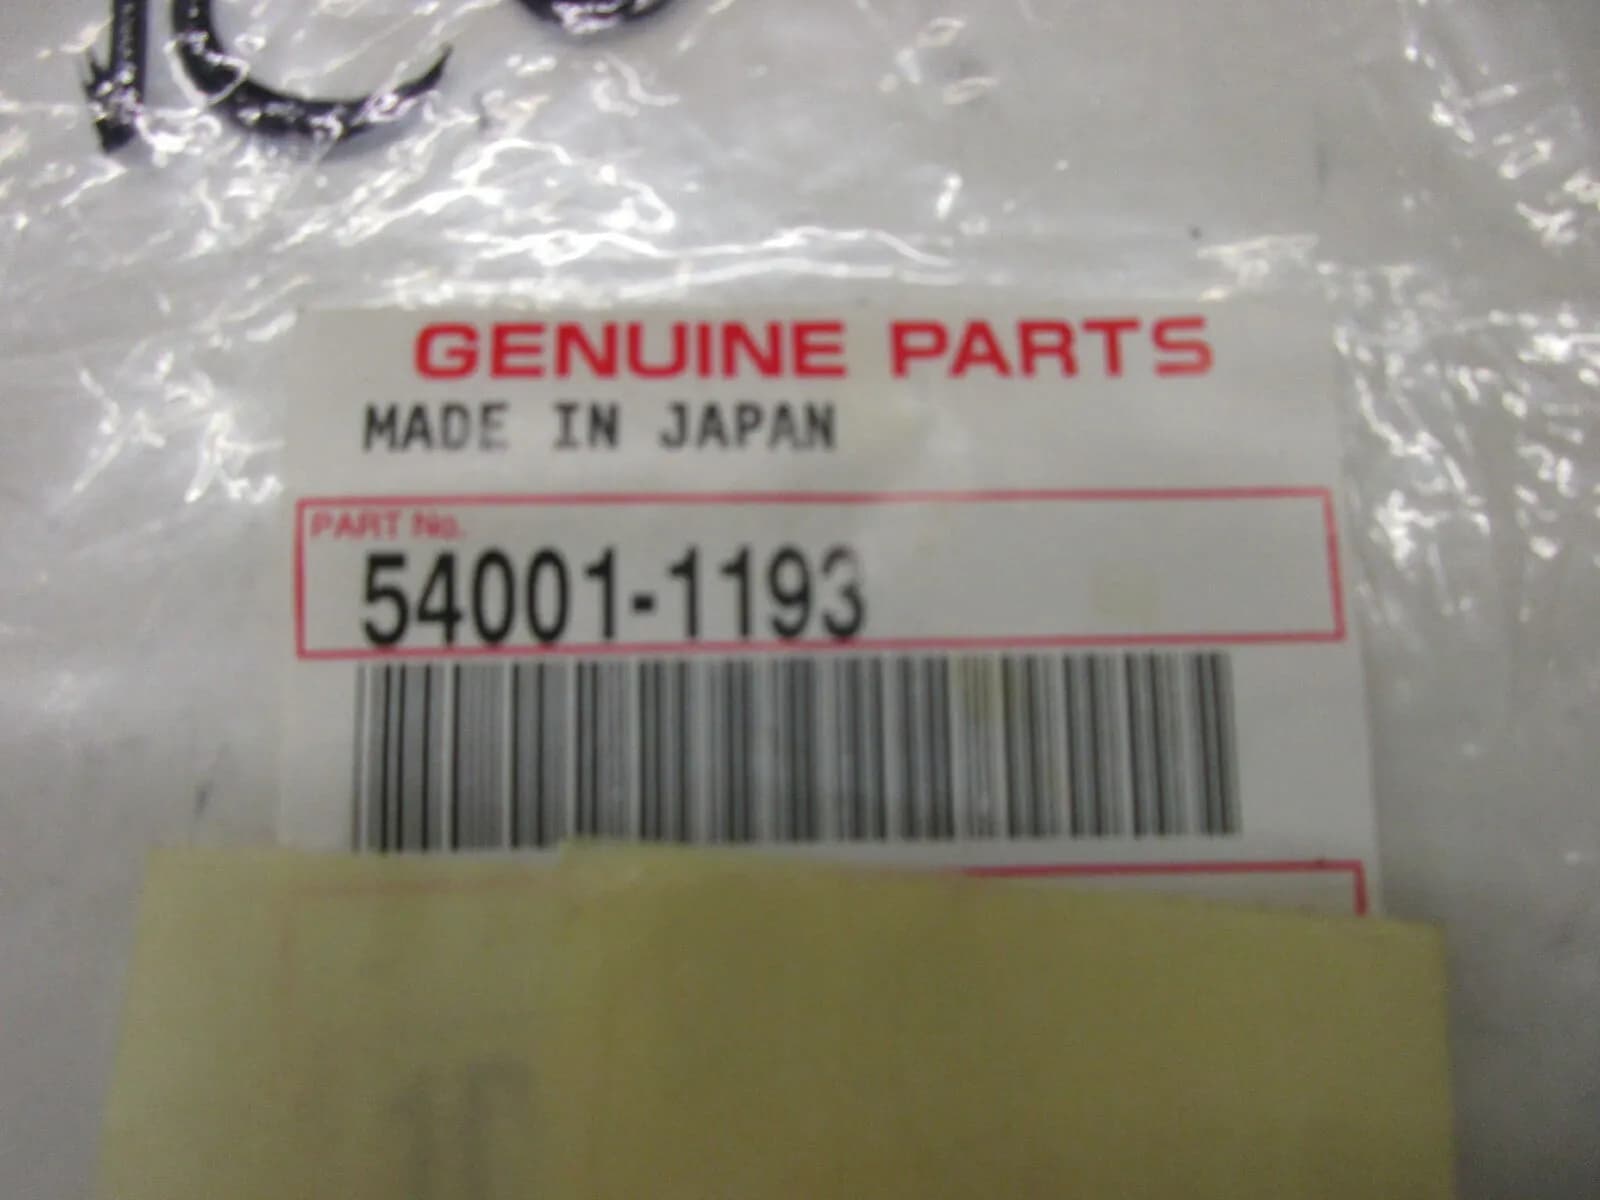 GENUINE PARTS
MADE IN JAPAN
PART No.
54001-1193